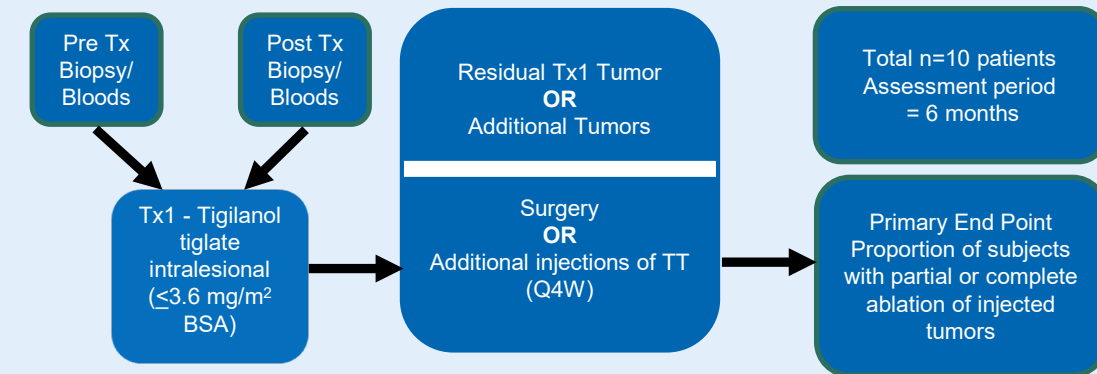 Pre Tx
Biopsy/
Bloods
Post Tx
Biopsy/
Bloods
Tx1 - Tigilanol
tiglate
intralesional
(≤3.6 mg/m²
BSA)
Residual Tx1 Tumor
OR
Additional Tumors
Surgery
OR
Additional injections of TT
(Q4W)
Total n=10 patients
Assessment period
= 6 months
Primary End Point
Proportion of subjects
with partial or complete
ablation of injected
tumors